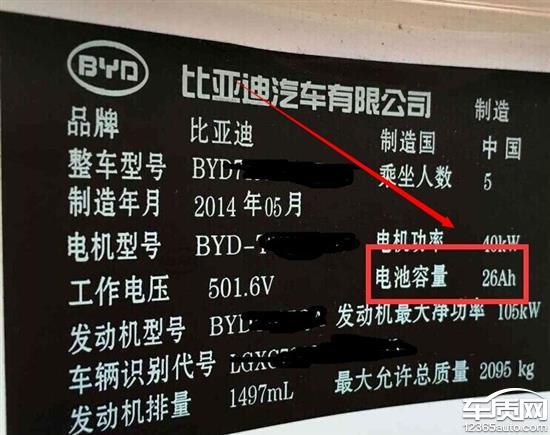 BYD 比亚迪汽车有限公司 制造
品牌 比亚迪 制造国 中国
整车型号 BYD7 乘坐人数 5
制造年月 2014年05月
电机型号 BYD- 电机功率 40kW
工作电压 501.6V 电池容量 26Ah
发动机型号 BYD 发动机最大净功率 105kW
车辆识别代号 LGXC
发动机排量 1497mL 最大允许总质量 2095 kg
车质网
12365auto.com